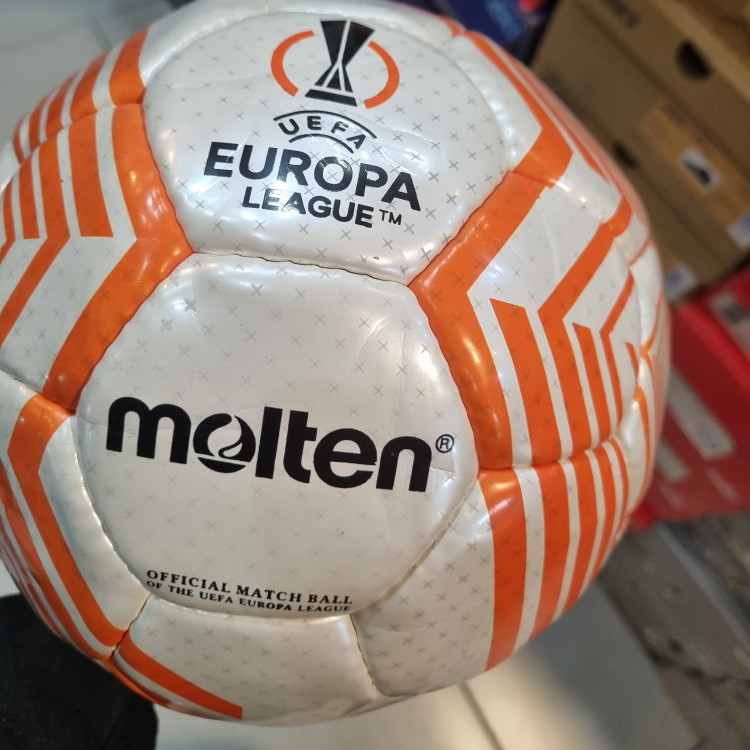 UEFA
EUROPA
LEAGUE™
molten®
OFFICIAL MATCH BALL
OF THE UEFA EUROPA LEAGUE